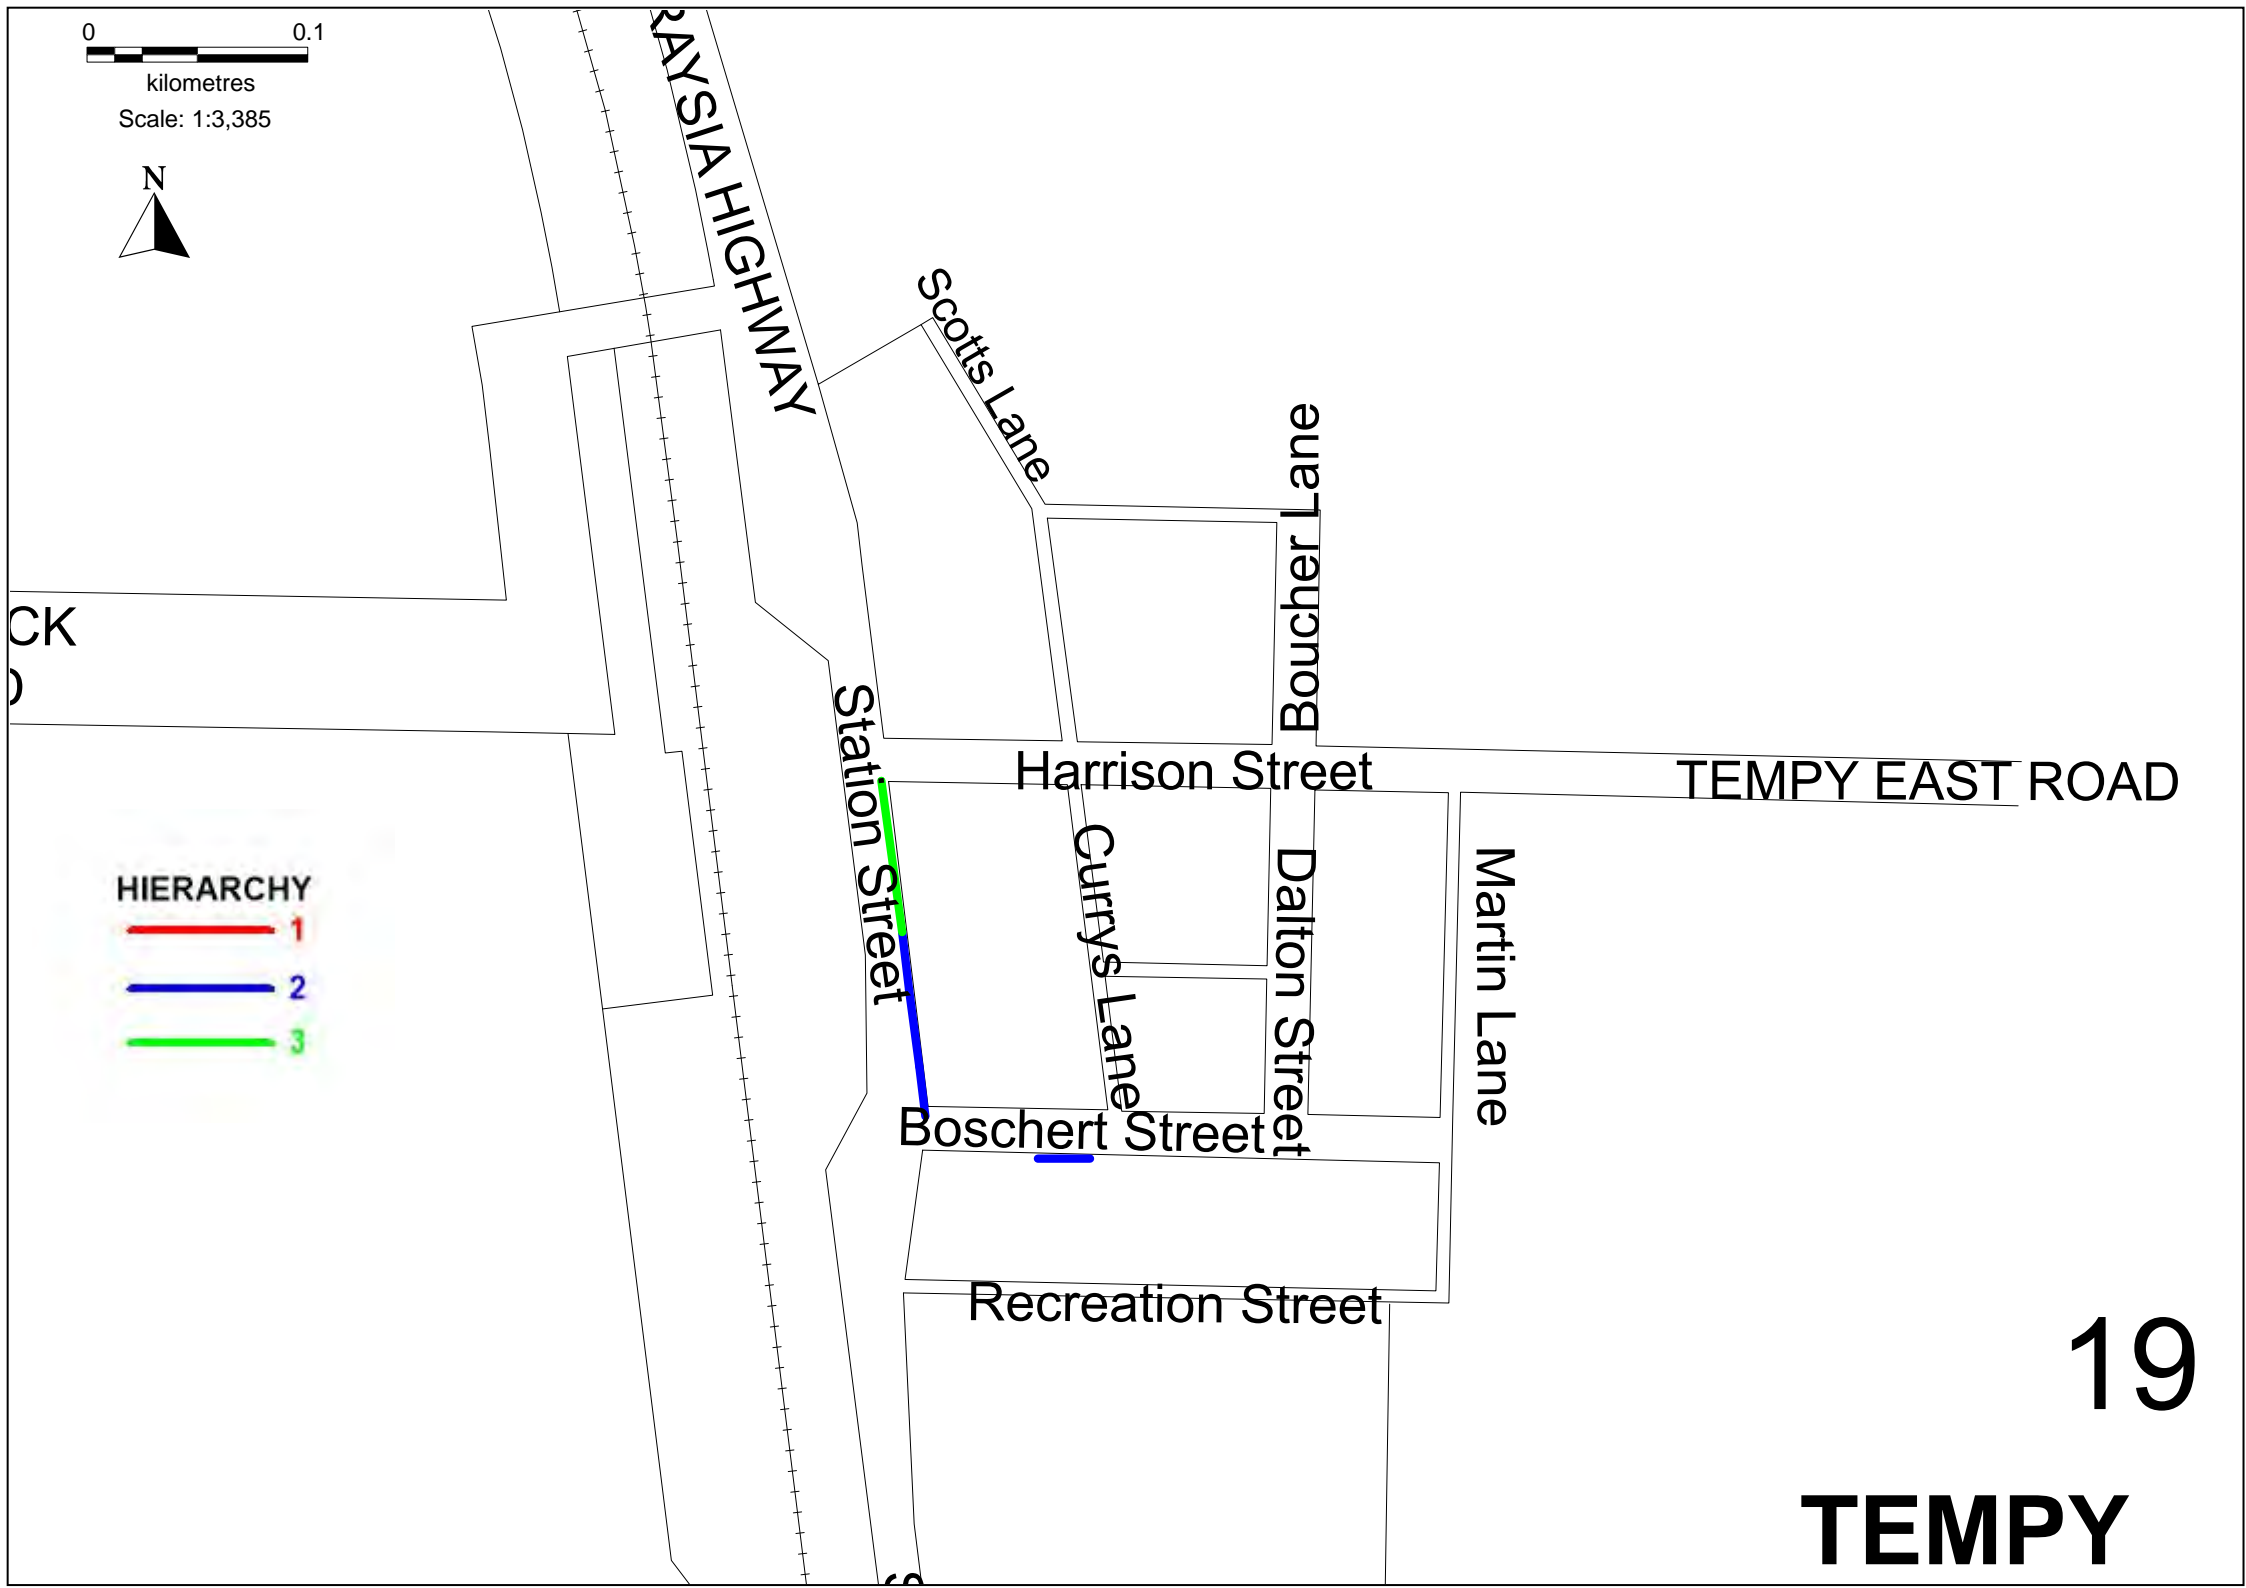 0 0.1
kilometres
Scale: 1:3,385
N
RAYSIA HIGHWAY
Scotts Lane
Boucher Lane
CK
D
Station Street
Harrison Street
TEMPY EAST ROAD
Currys Lane
Dalton Street
Martin Lane
HIERARCHY
1
2
3
Boschert Street
Recreation Street
19
TEMPY